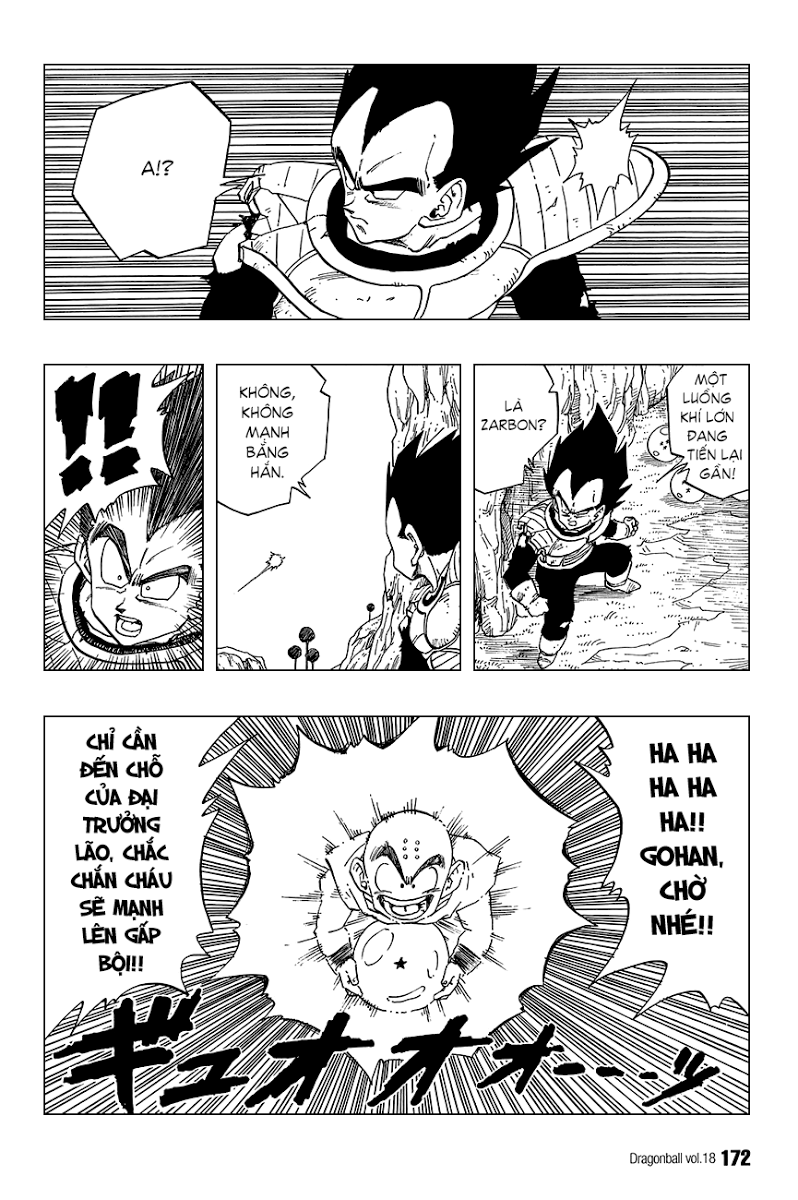 A!?
MỘT
LUỒNG
KHÍ LỚN
ĐANG
TIẾN LẠI
GẦN!
LÀ
ZARBON?
KHÔNG,
KHÔNG
MẠNH
BẰNG
HẮN.
!!
HA HA
HA HA
HA!!
GOHAN,
CHỜ
NHÉ!!
CHỈ CẦN
ĐẾN CHỖ
CỦA ĐẠI
TRƯỞNG
LÃO, CHẮC
CHẮN CHÁU
SẼ MẠNH
LÊN GẤP
BỘI!!
ギュオオオーーーッ
Dragonball vol.18 172